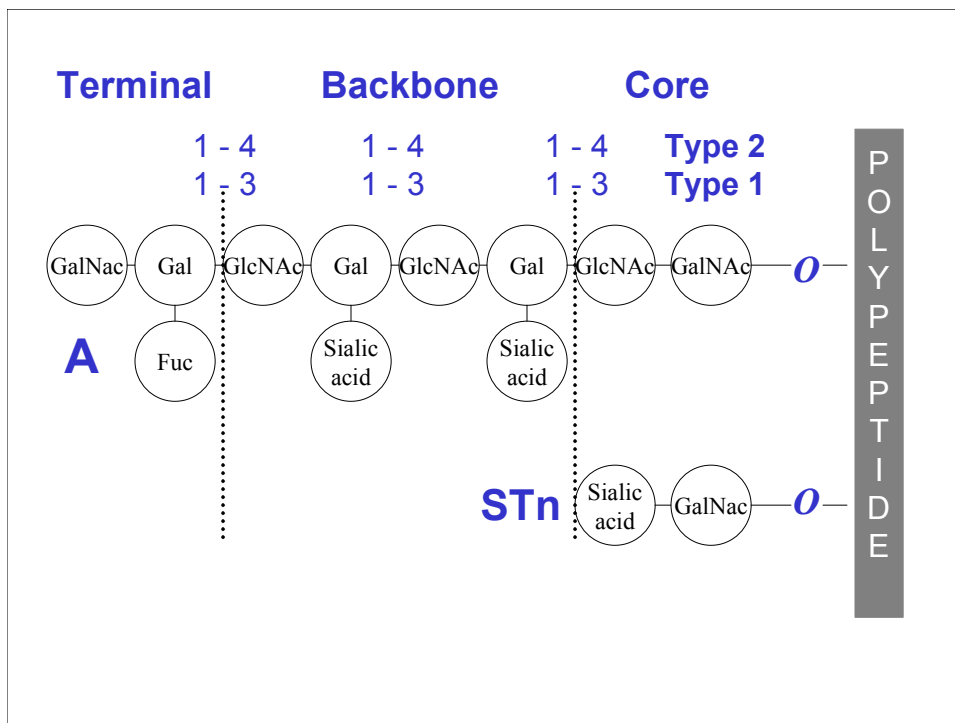 Terminal Backbone Core
1 - 4 1 - 4 1 - 4 Type 2
1 - 3 1 - 3 1 - 3 Type 1
GalNac Gal GlcNAc Gal GlcNAc Gal GlcNAc GalNAc O
A Fuc Sialic acid Sialic acid
STn Sialic acid GalNac O
POLYPEPTIDE